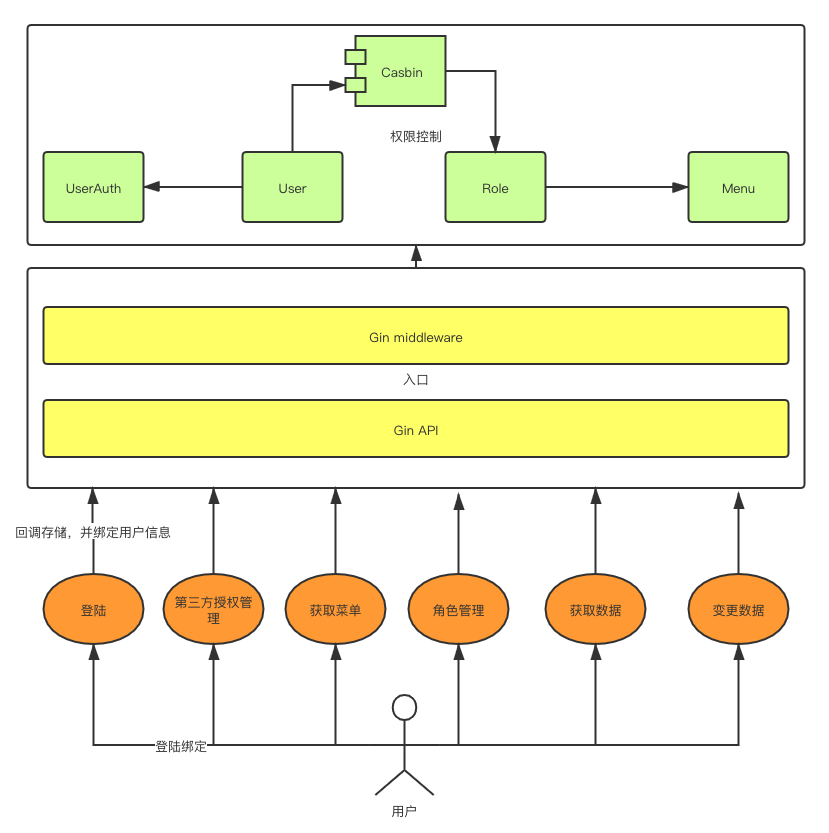 Casbin
权限控制
UserAuth
User
Role
Menu
Gin middleware
入口
Gin API
回调存储，并绑定用户信息
登陆
第三方授权管
理
获取菜单
角色管理
获取数据
变更数据
登陆绑定
用户